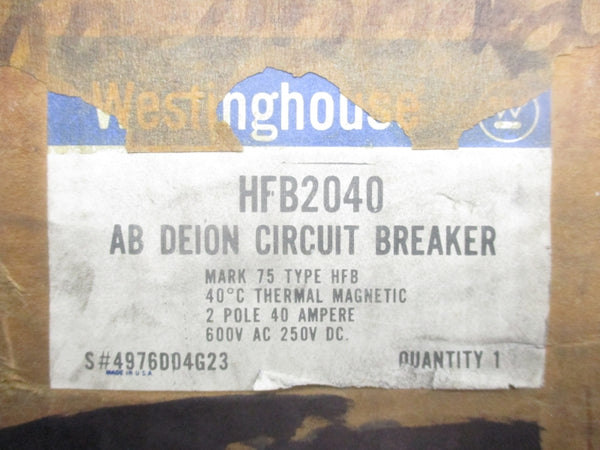 Westinghouse
HFB2040
AB DEION CIRCUIT BREAKER
MARK 75 TYPE HFB
40°C THERMAL MAGNETIC
2 POLE 40 AMPERE
600V AC 250V DC.
S#4976D04G23 QUANTITY 1
MADE IN U.S.A.